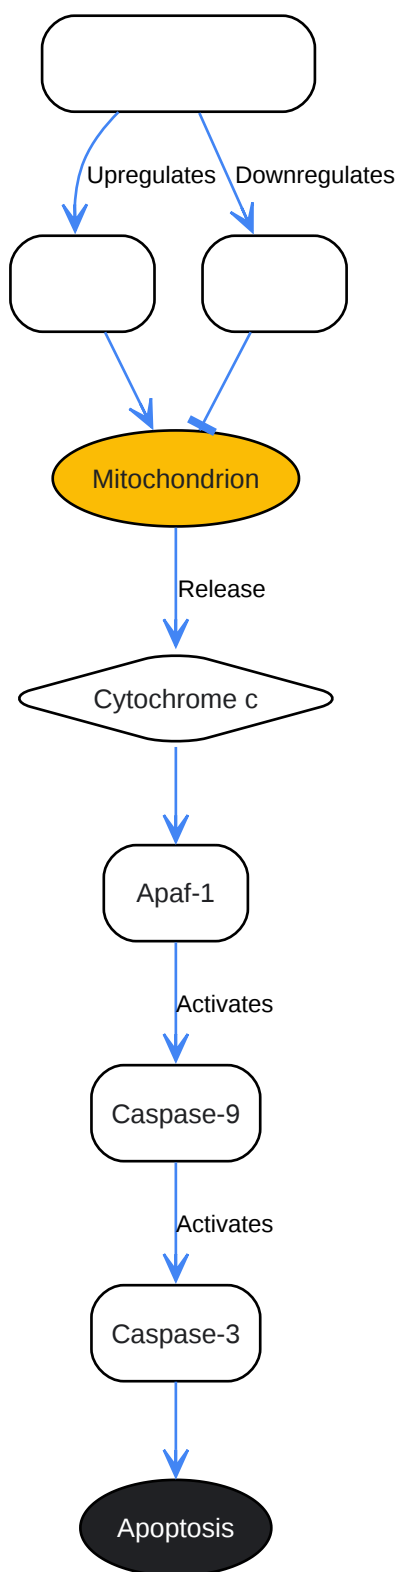 Upregulates
Downregulates
Mitochondrion
Release
Cytochrome c
Apaf-1
Activates
Caspase-9
Activates
Caspase-3
Apoptosis